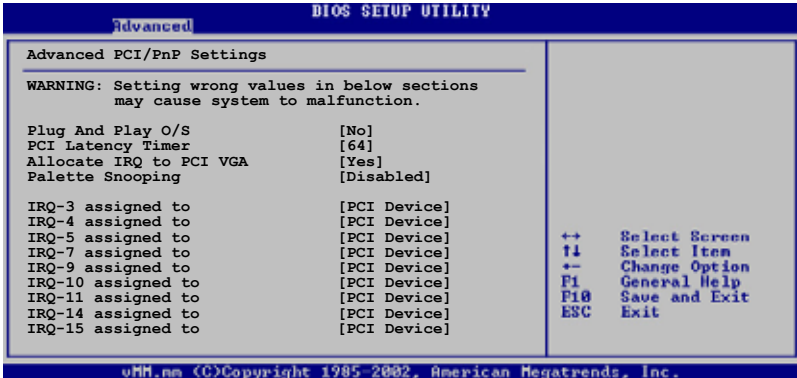 BIOS SETUP UTILITY
Advanced
Advanced PCI/PnP Settings
WARNING: Setting wrong values in below sections
may cause system to malfunction.
Plug And Play O/S [No]
PCI Latency Timer [64]
Allocate IRQ to PCI VGA [Yes]
Palette Snooping [Disabled]
IRQ-3 assigned to [PCI Device]
IRQ-4 assigned to [PCI Device]
IRQ-5 assigned to [PCI Device]
IRQ-7 assigned to [PCI Device]
IRQ-9 assigned to [PCI Device]
IRQ-10 assigned to [PCI Device]
IRQ-11 assigned to [PCI Device]
IRQ-14 assigned to [PCI Device]
IRQ-15 assigned to [PCI Device]
↔ Select Screen
↑↓ Select Item
+- Change Option
F1 General Help
F10 Save and Exit
ESC Exit
vMM.mm (C)Copyright 1985-2002, American Megatrends, Inc.